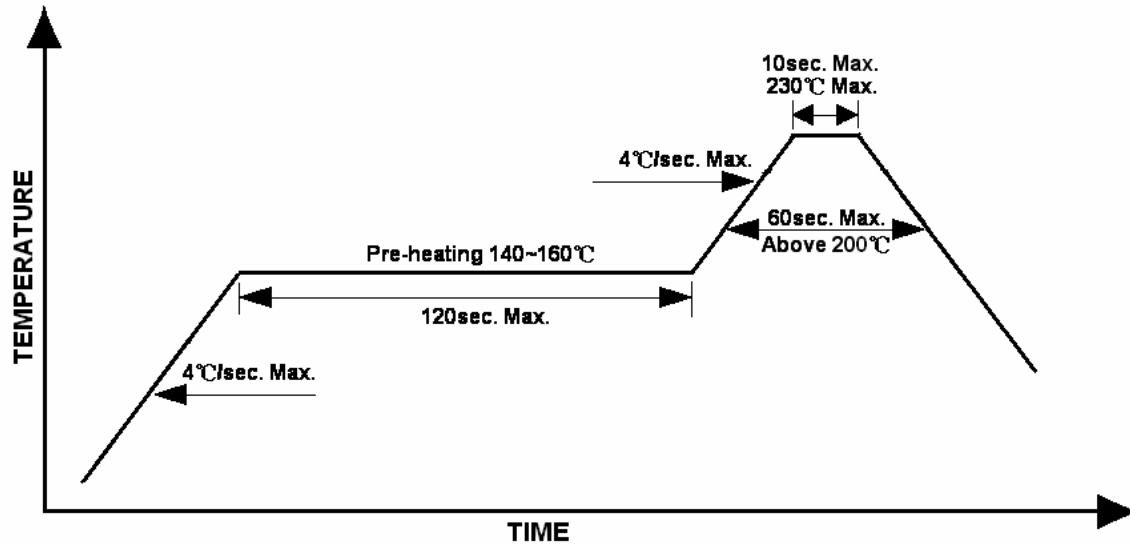 10sec. Max.
230℃ Max.
4℃/sec. Max.
60sec. Max.
Above 200℃
Pre-heating 140~160℃
120sec. Max.
4℃/sec. Max.
TEMPERATURE
TIME